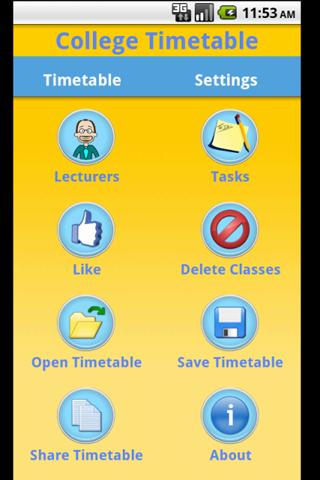 3G 11:53 AM
College Timetable
Timetable Settings
Lecturers Tasks
Like Delete Classes
Open Timetable Save Timetable
Share Timetable About